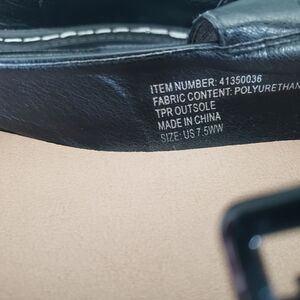 ITEM NUMBER: 41350036
FABRIC CONTENT: POLYURETHAN
TPR OUTSOLE
MADE IN CHINA
SIZE: US 7.5WW